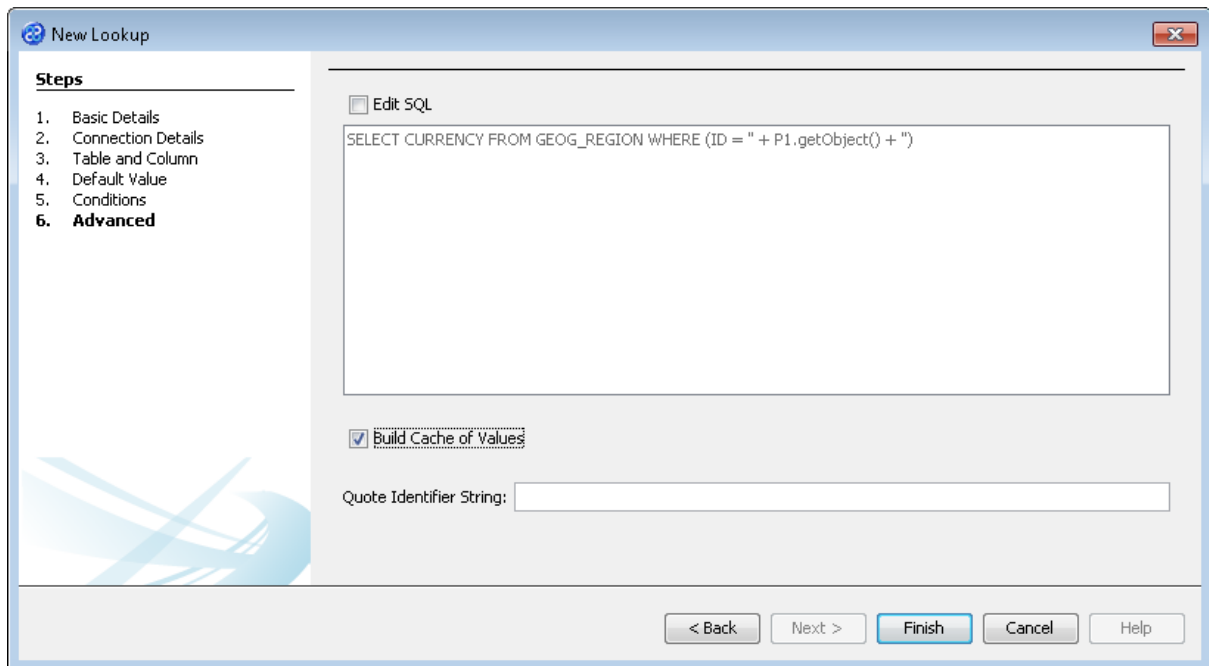 New Lookup
Steps
1. Basic Details
2. Connection Details
3. Table and Column
4. Default Value
5. Conditions
6. Advanced
Edit SQL
SELECT CURRENCY FROM GEOG_REGION WHERE (ID = " + P1.getObject() + ")
Build Cache of Values
Quote Identifier String:
< Back Next > Finish Cancel Help